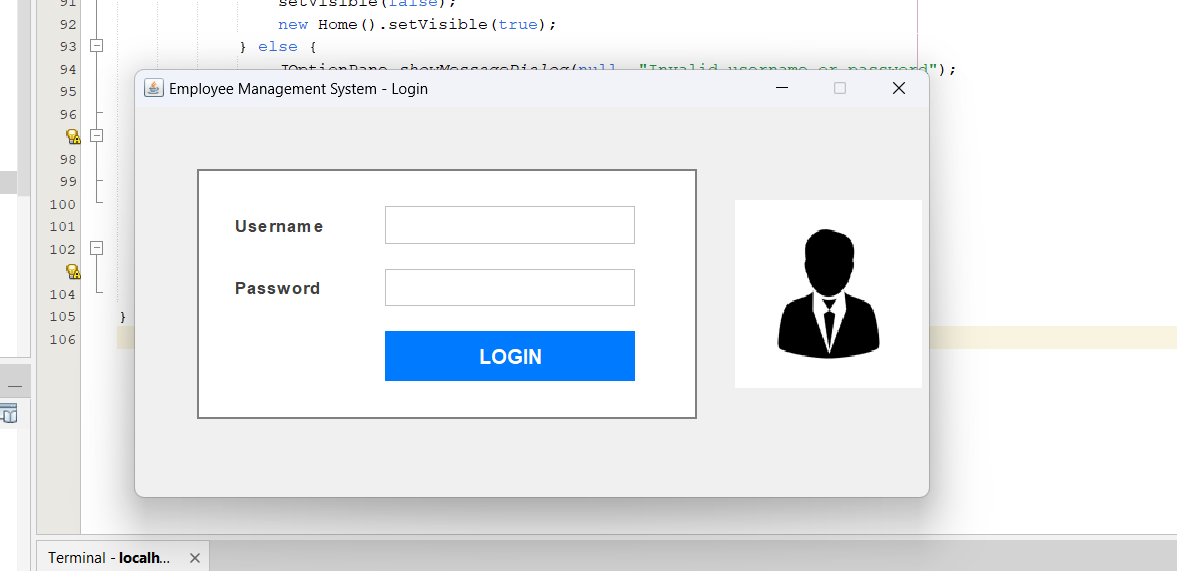 91 setVisible(false);
92 new Home().setVisible(true);
93 } else {
94 JOptionPane.showMessageDialog(null, "Invalid username or password");
95
96
98
99
100
101
102
104
105 }
106
Employee Management System - Login
Username
Password
LOGIN
Terminal - localh...